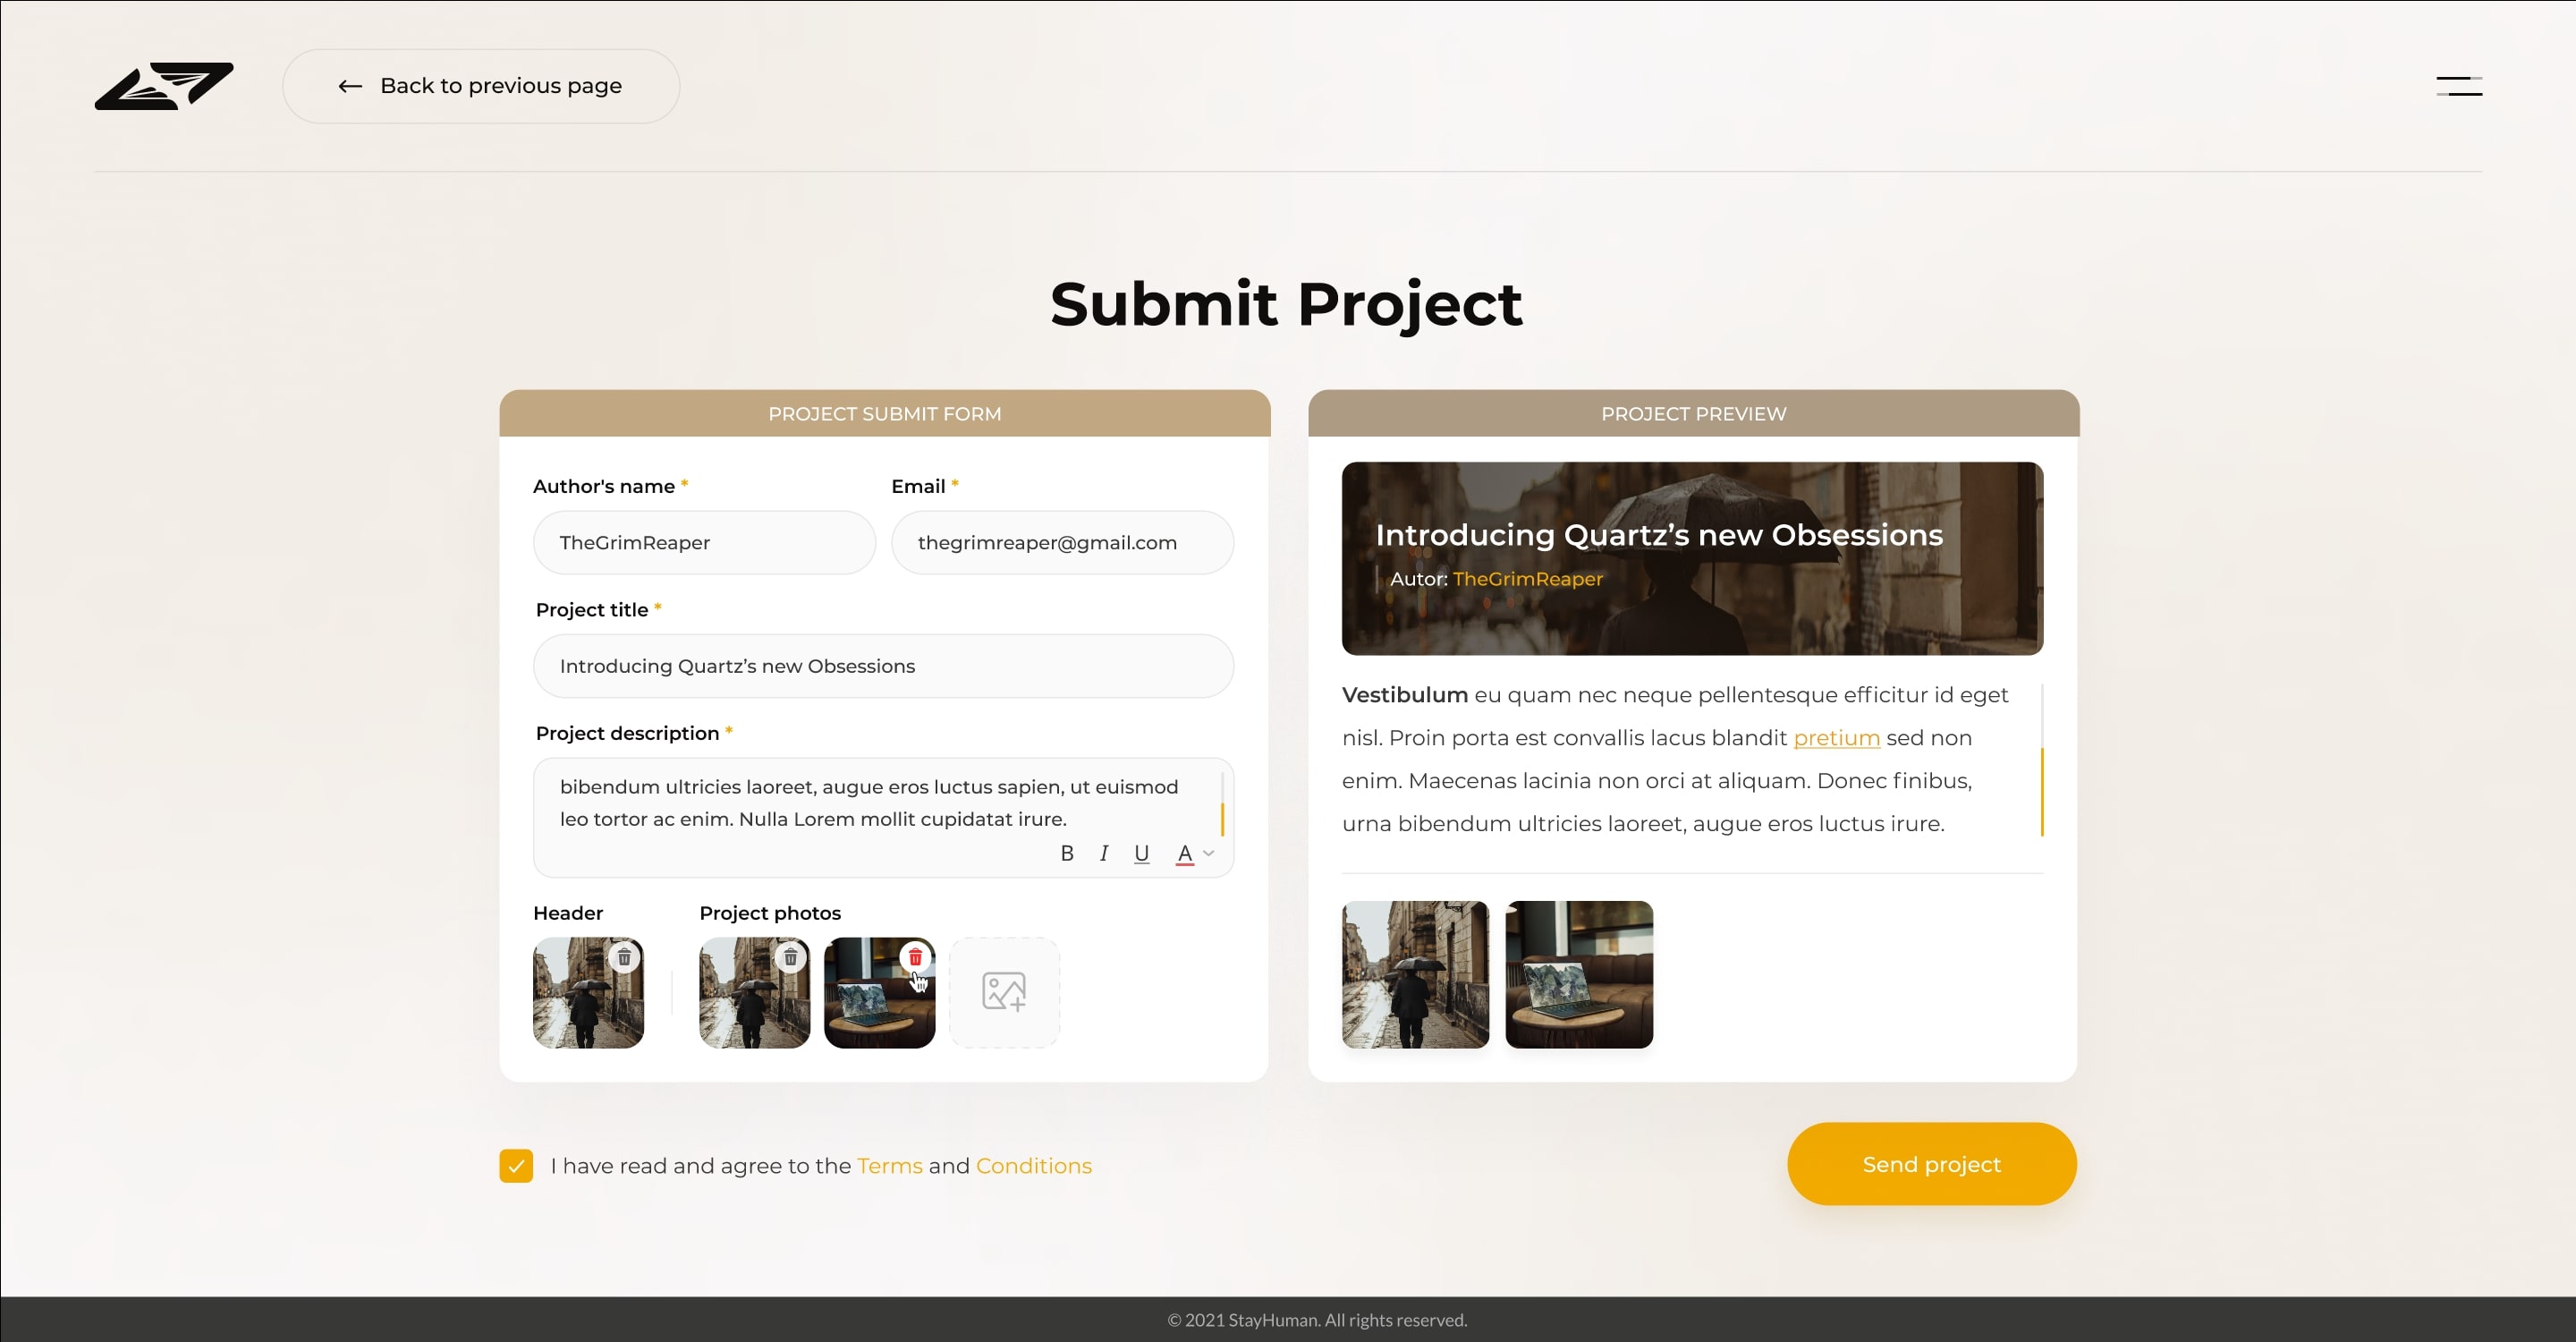 Back to previous page
Submit Project
PROJECT SUBMIT FORM
Author's name *
Email *
TheGrimReaper
thegrimreaper@gmail.com
Project title *
Introducing Quartz’s new Obsessions
Project description *
bibendum ultricies laoreet, augue eros luctus sapien, ut euismod
leo tortor ac enim. Nulla Lorem mollit cupidatat irure.
B I U A
Header
Project photos
PROJECT PREVIEW
Introducing Quartz’s new Obsessions
Autor: TheGrimReaper
Vestibulum eu quam nec neque pellentesque efficitur id eget
nisl. Proin porta est convallis lacus blandit pretium sed non
enim. Maecenas lacinia non orci at aliquam. Donec finibus,
urna bibendum ultricies laoreet, augue eros luctus irure.
I have read and agree to the Terms and Conditions
Send project
© 2021 StayHuman. All rights reserved.